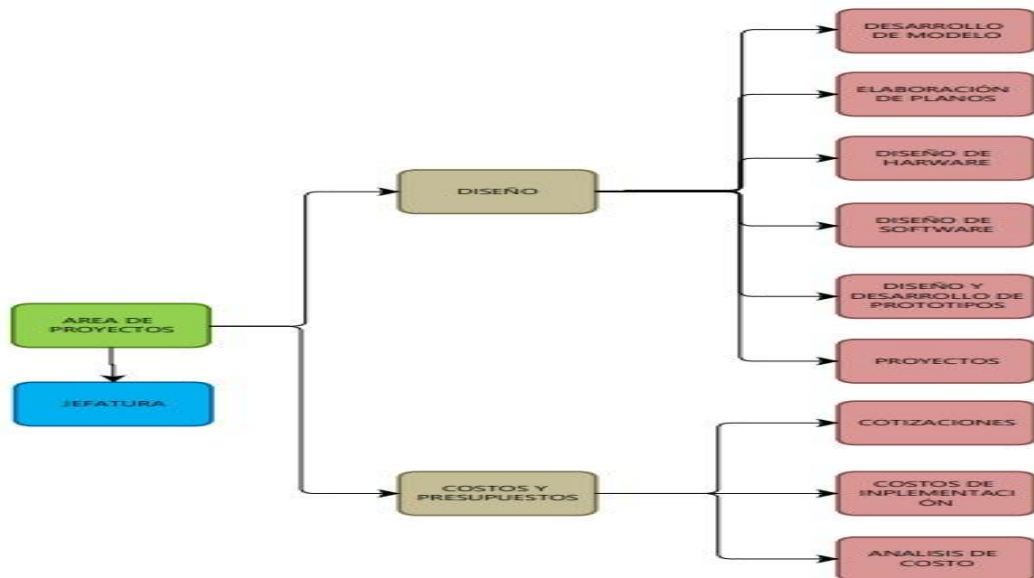 DESARROLLO
DE MODELO
ELABORACIÓN
DE PLANOS
DISEÑO DE
HARWARE
DISEÑO
DISEÑO DE
SOFTWARE
DISEÑO Y
DESARROLLO DE
PROTOTIPOS
AREA DE
PROYECTOS
PROYECTOS
JEFATURA
COTIZACIONES
COSTOS Y
PRESUPUESTOS
COSTOS DE
INPLEMENTACI
ÓN
ANALISIS DE
COSTO